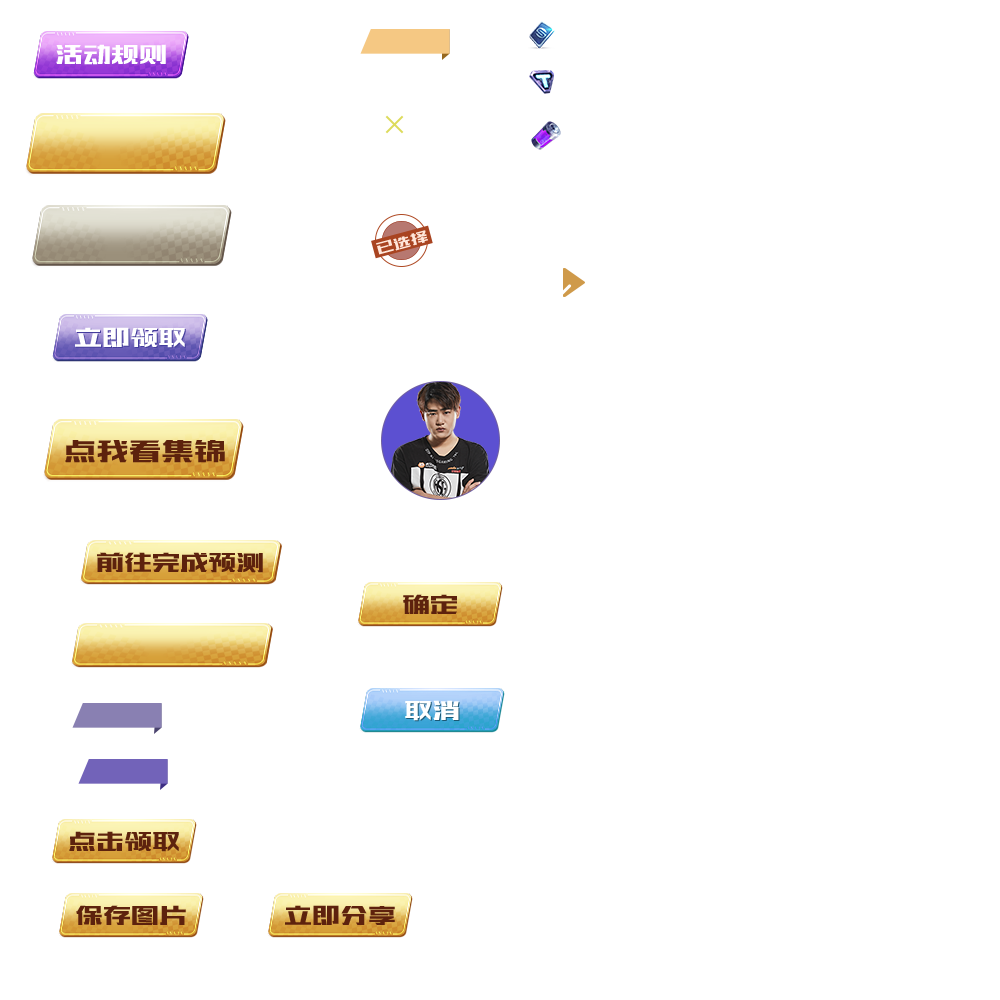 活动规则
已选择
立即领取
点我看集锦
前往完成预测
确定
取消
点击领取
保存图片
立即分享